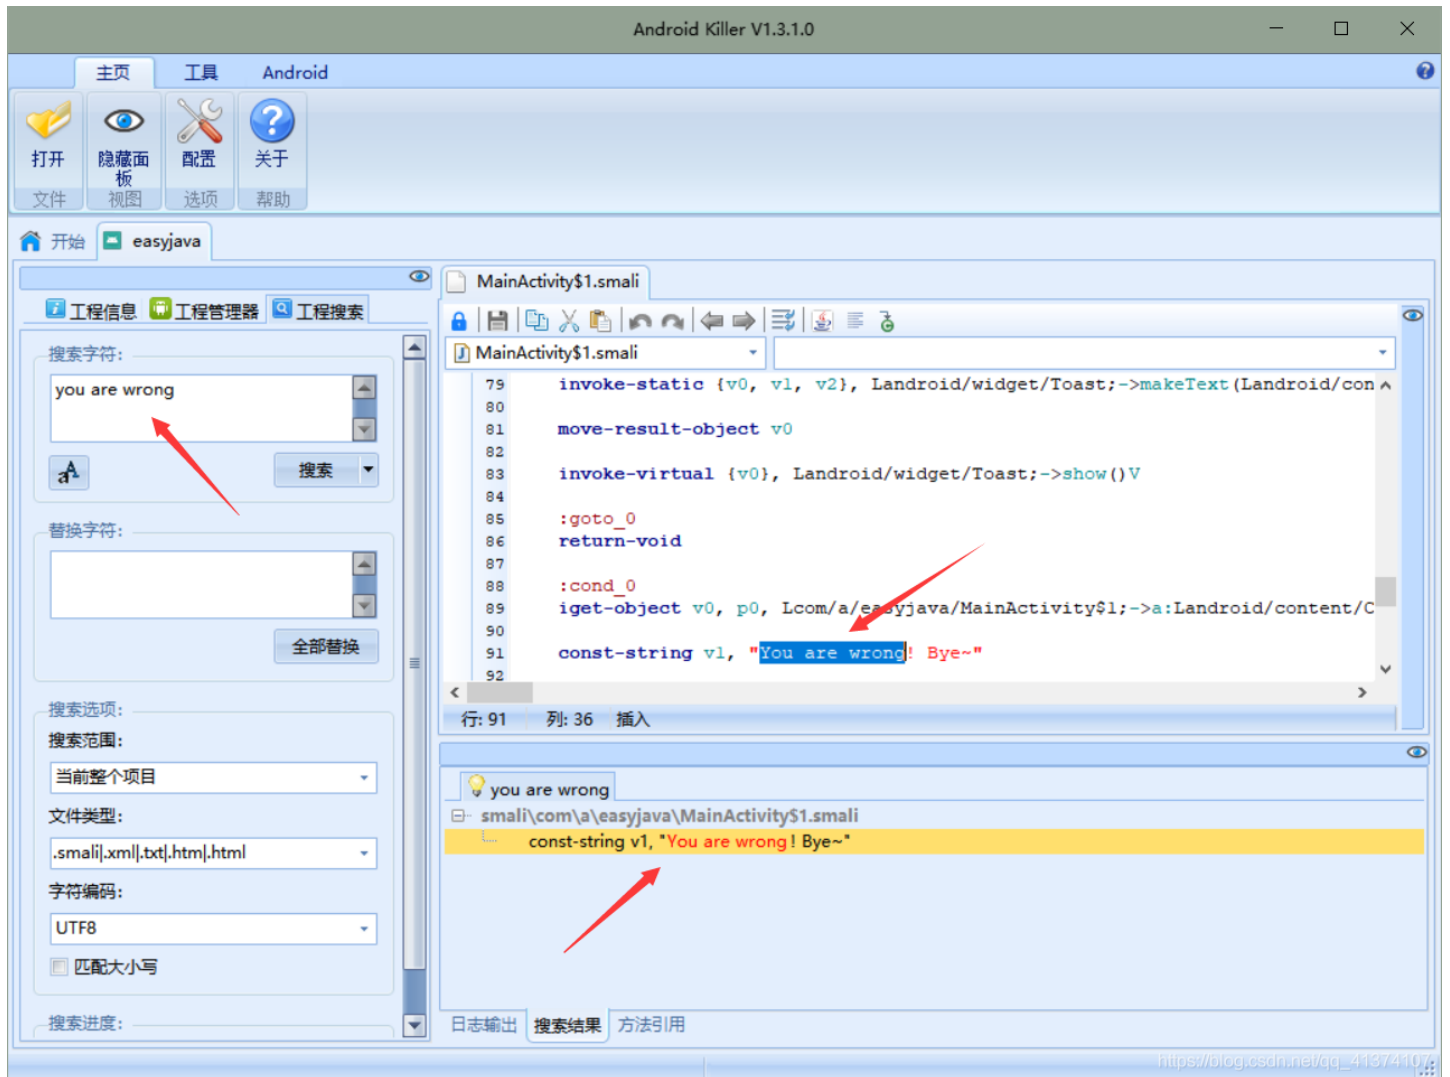 Android Killer V1.3.1.0
主页 工具 Android
打开 隐藏面板 配置 关于
文件 视图 选项 帮助
开始 easyjava
工程信息 工程管理器 工程搜索
搜索字符:
you are wrong
搜索
替换字符:
全部替换
搜索选项:
搜索范围:
当前整个项目
文件类型:
.smali|.xml|.txt|.htm|.html
字符编码:
UTF8
匹配大小写
搜索进度:
MainActivity$1.smali
MainActivity$1.smali
79 invoke-static {v0, v1, v2}, Landroid/widget/Toast;->makeText(Landroid/con
80
81 move-result-object v0
82
83 invoke-virtual {v0}, Landroid/widget/Toast;->show()V
84
85 :goto_0
86 return-void
87
88 :cond_0
89 iget-object v0, p0, Lcom/a/easyjava/MainActivity$1;->a:Landroid/content/C
90
91 const-string v1, "You are wrong! Bye~"
92
行: 91 列: 36 插入
you are wrong
smali\com\a\easyjava\MainActivity$1.smali
const-string v1, "You are wrong! Bye~"
日志输出 搜索结果 方法引用
https://blog.csdn.net/qq_41374107